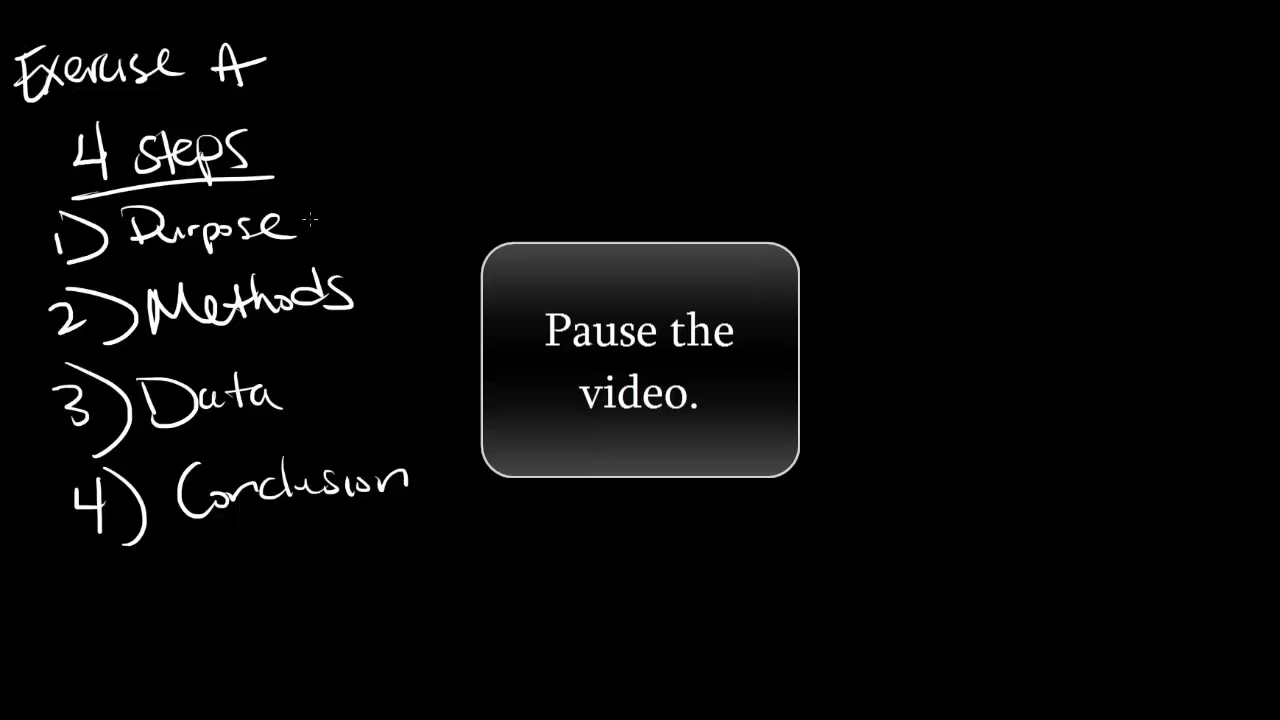 Exercise A
4 steps
1) Purpose
2) Methods
3) Data
4) Conclusion
Pause the
video.